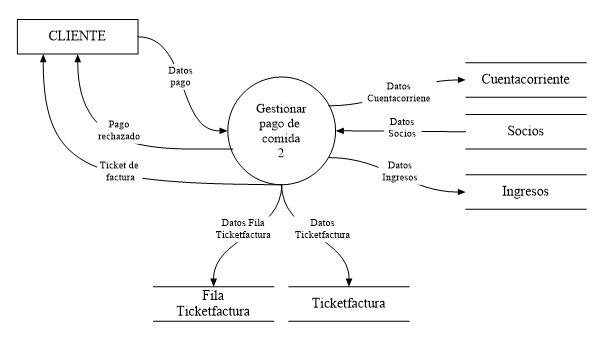 CLIENTE
Datos
pago
Gestionar
pago de
comida
2
Datos
Cuentacorriene
Cuentacorriente
Datos
Socios
Socios
Datos
Ingresos
Ingresos
Pago
rechazado
Ticket de
factura
Datos Fila
Ticketfactura
Datos
Ticketfactura
Fila
Ticketfactura
Ticketfactura